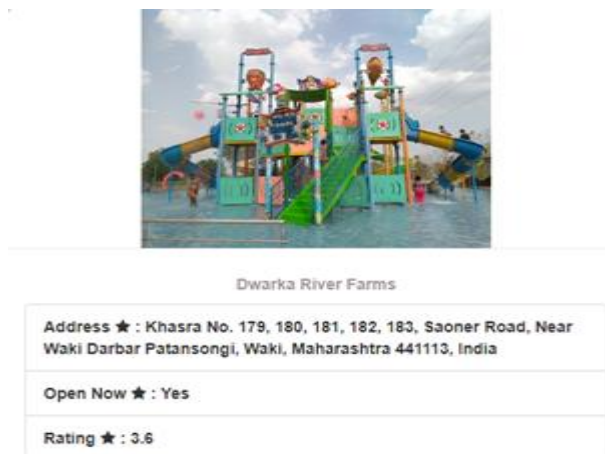 Dwarka River Farms
Address ★ : Khasra No. 179, 180, 181, 182, 183, Saoner Road, Near
Waki Darbar Patansongi, Waki, Maharashtra 441113, India
Open Now ★ : Yes
Rating ★ : 3.6